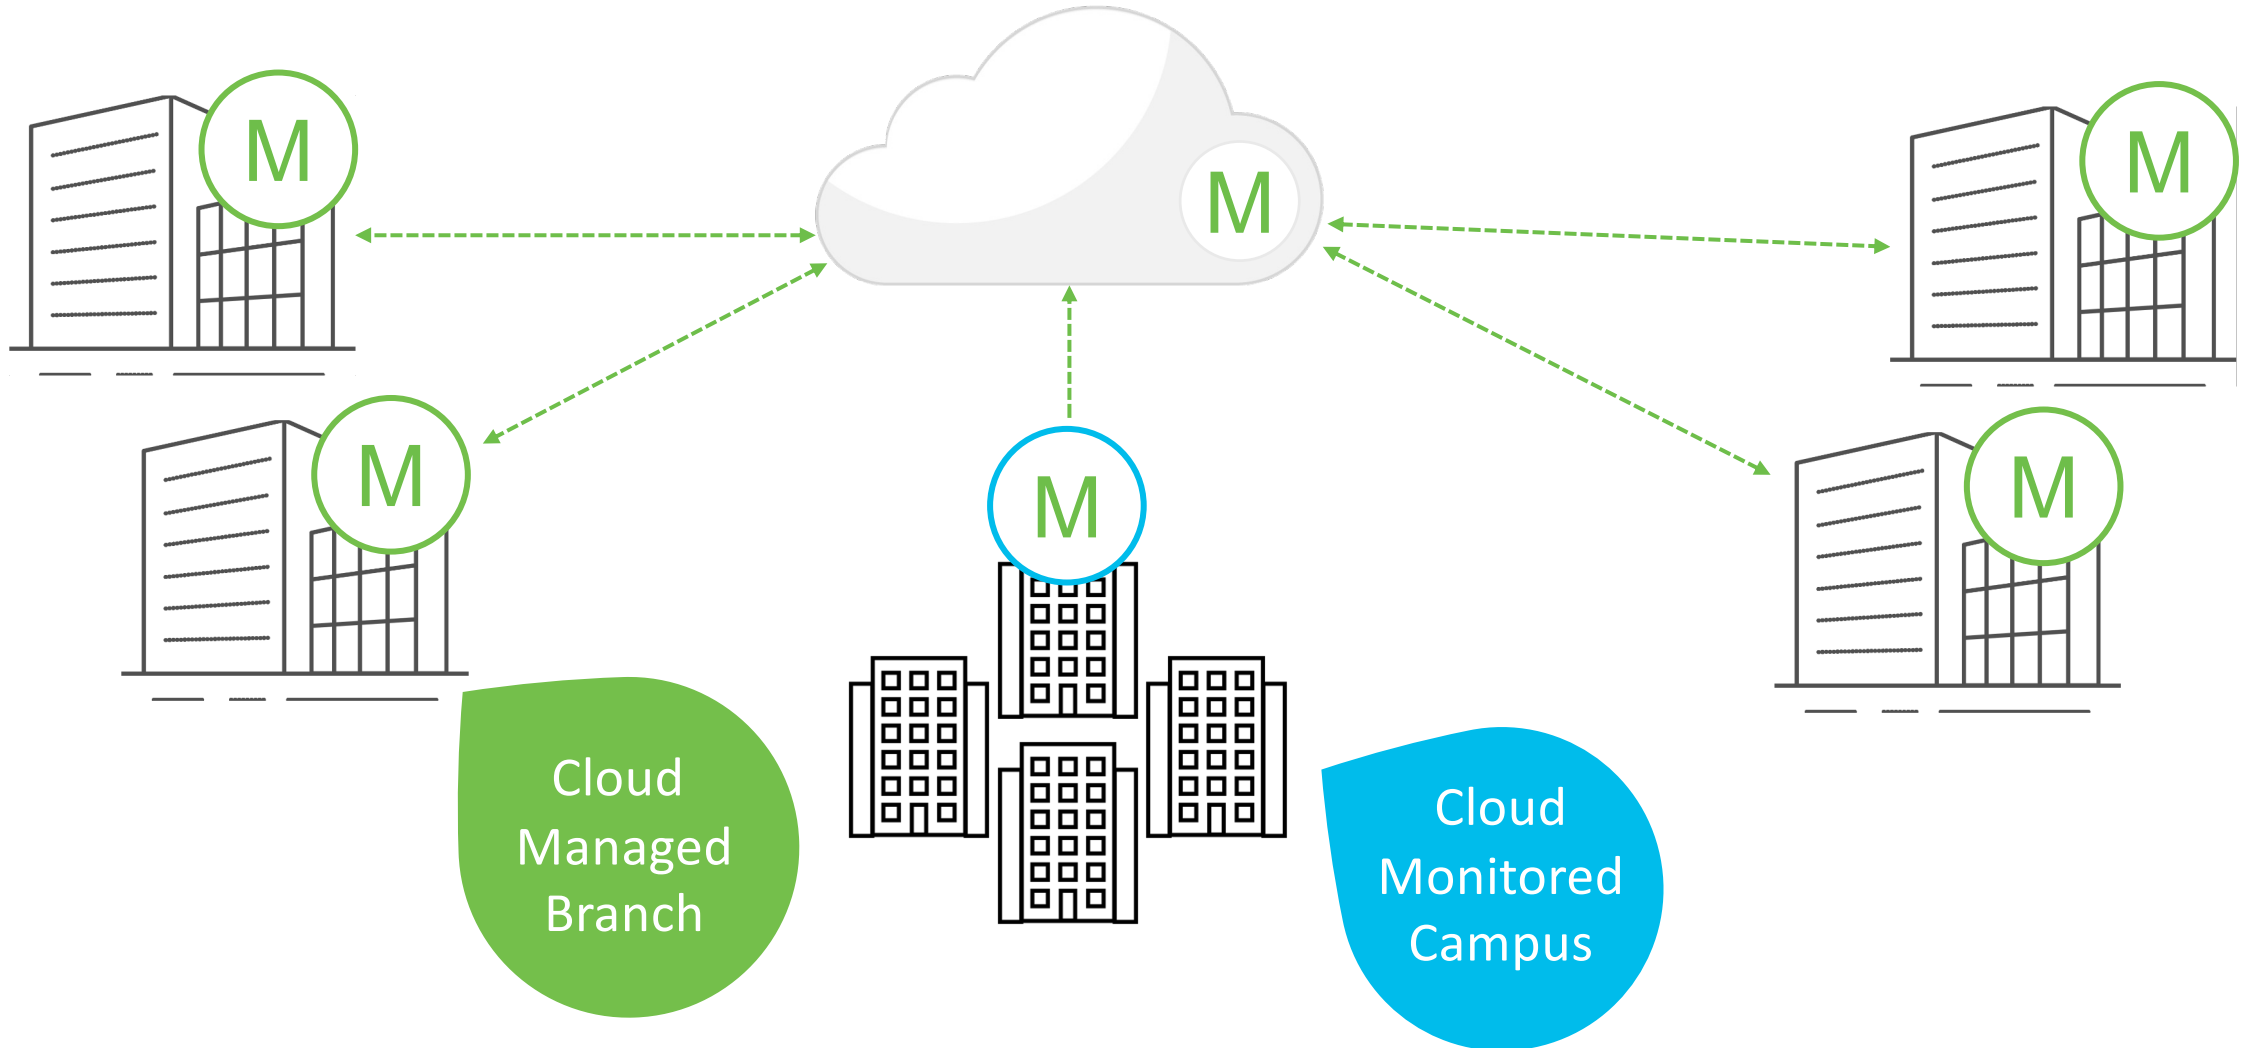 M
M
M
M
M
M
Cloud
Managed
Branch
Cloud
Monitored
Campus